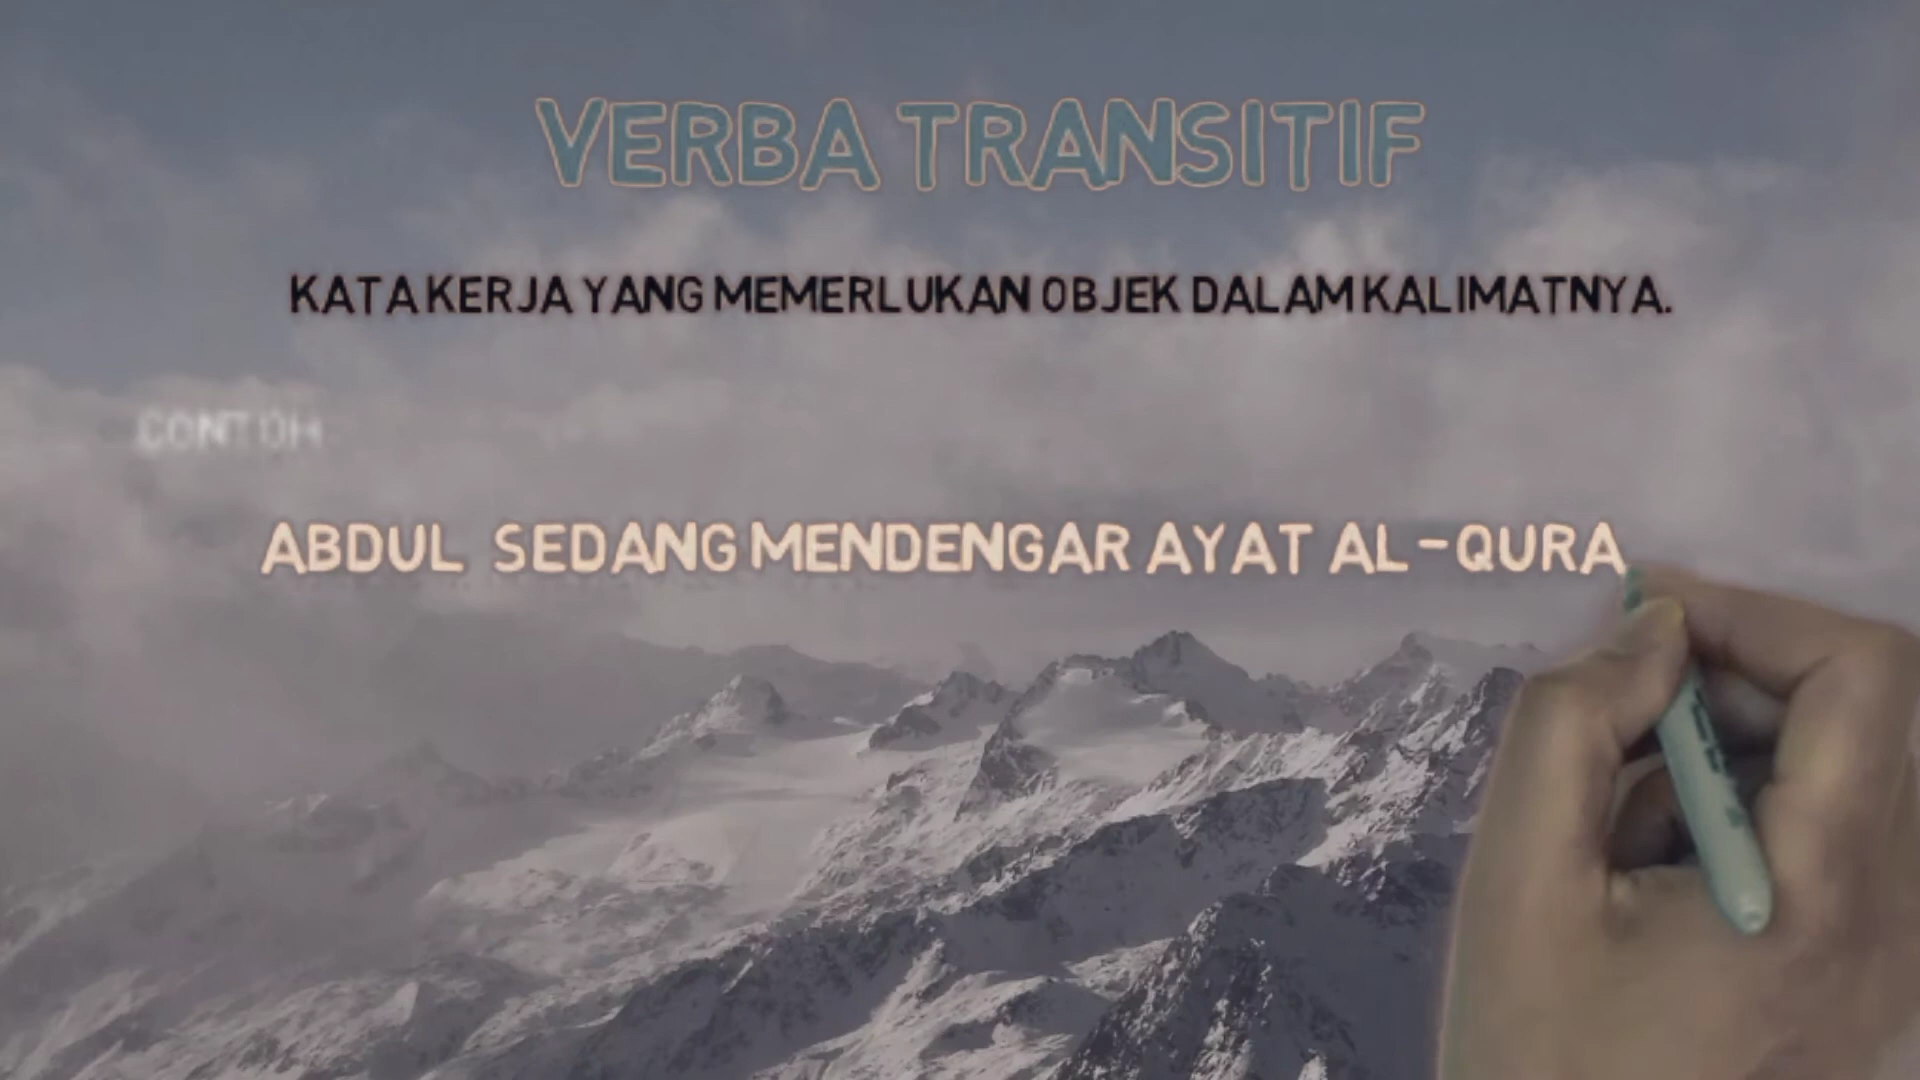 VERBA TRANSITIF
KATA KERJA YANG MEMERLUKAN OBJEK DALAM KALIMATNYA.
CONTOH
ABDUL SEDANG MENDENGAR AYAT AL-QURA